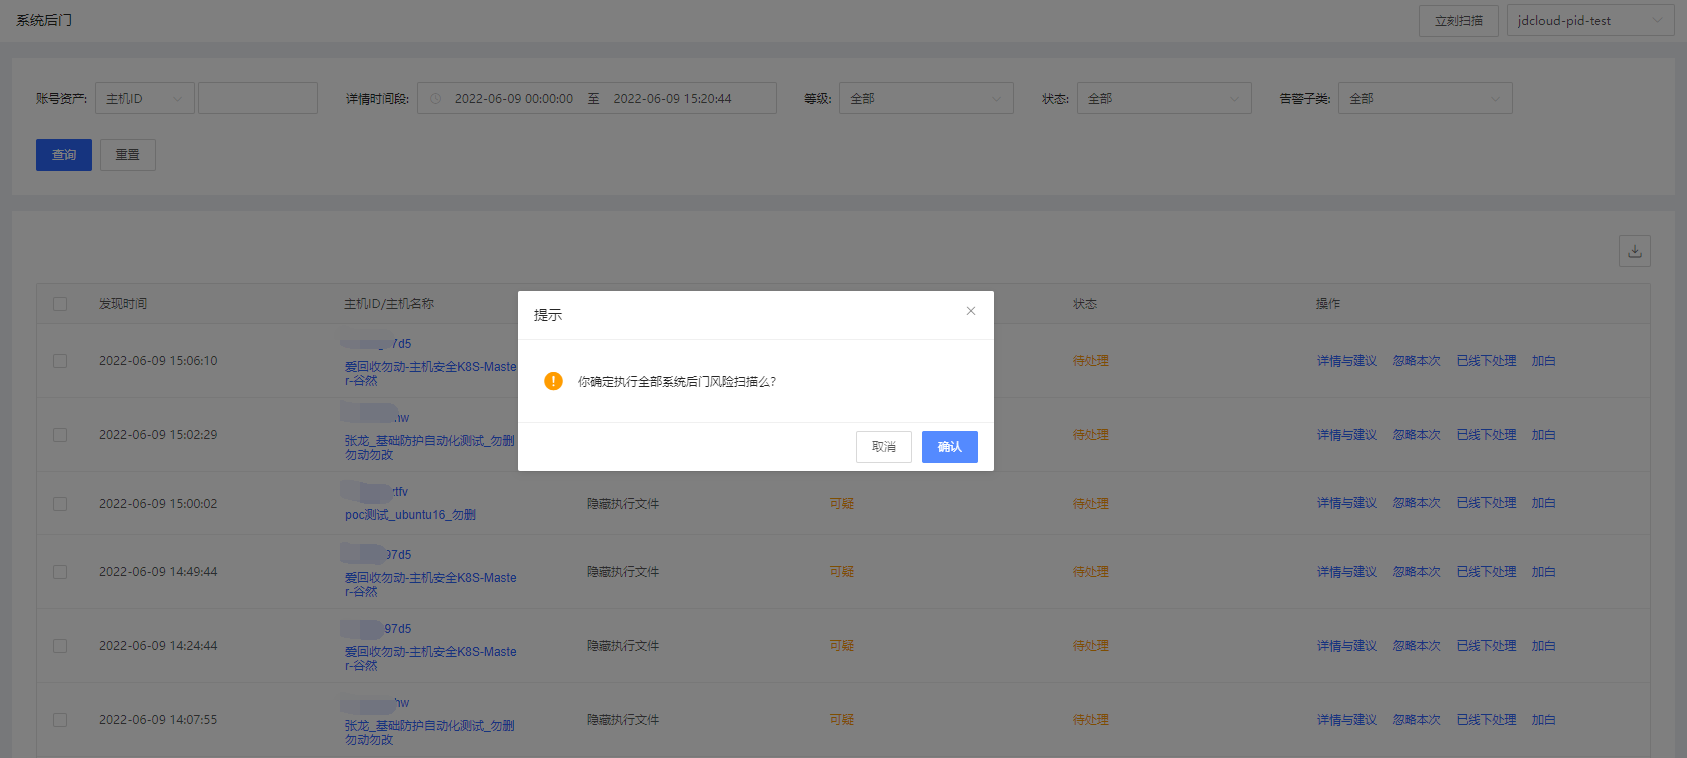 系统后门
立刻扫描
jdcloud-pid-test
账号资产:
主机ID
详情时间段:
2022-06-09 00:00:00 至 2022-06-09 15:20:44
等级:
全部
状态:
全部
告警子类:
全部
查询
重置
发现时间
主机ID/主机名称
状态
操作
提示
你确定执行全部系统后门风险扫描么?
取消
确认
2022-06-09 15:06:10
7d5
爱回收勿动-主机安全K8S-Maste
r-谷然
待处理
详情与建议 忽略本次 已线下处理 加白
2022-06-09 15:02:29
hw
张龙_基础防护自动化测试_勿删
勿动勿改
待处理
详情与建议 忽略本次 已线下处理 加白
2022-06-09 15:00:02
ztfv
poc测试_ubuntu16_勿删
隐藏执行文件
可疑
待处理
详情与建议 忽略本次 已线下处理 加白
2022-06-09 14:49:44
97d5
爱回收勿动-主机安全K8S-Maste
r-谷然
隐藏执行文件
可疑
待处理
详情与建议 忽略本次 已线下处理 加白
2022-06-09 14:24:44
97d5
爱回收勿动-主机安全K8S-Maste
r-谷然
隐藏执行文件
可疑
待处理
详情与建议 忽略本次 已线下处理 加白
2022-06-09 14:07:55
hw
张龙_基础防护自动化测试_勿删
勿动勿改
隐藏执行文件
可疑
待处理
详情与建议 忽略本次 已线下处理 加白